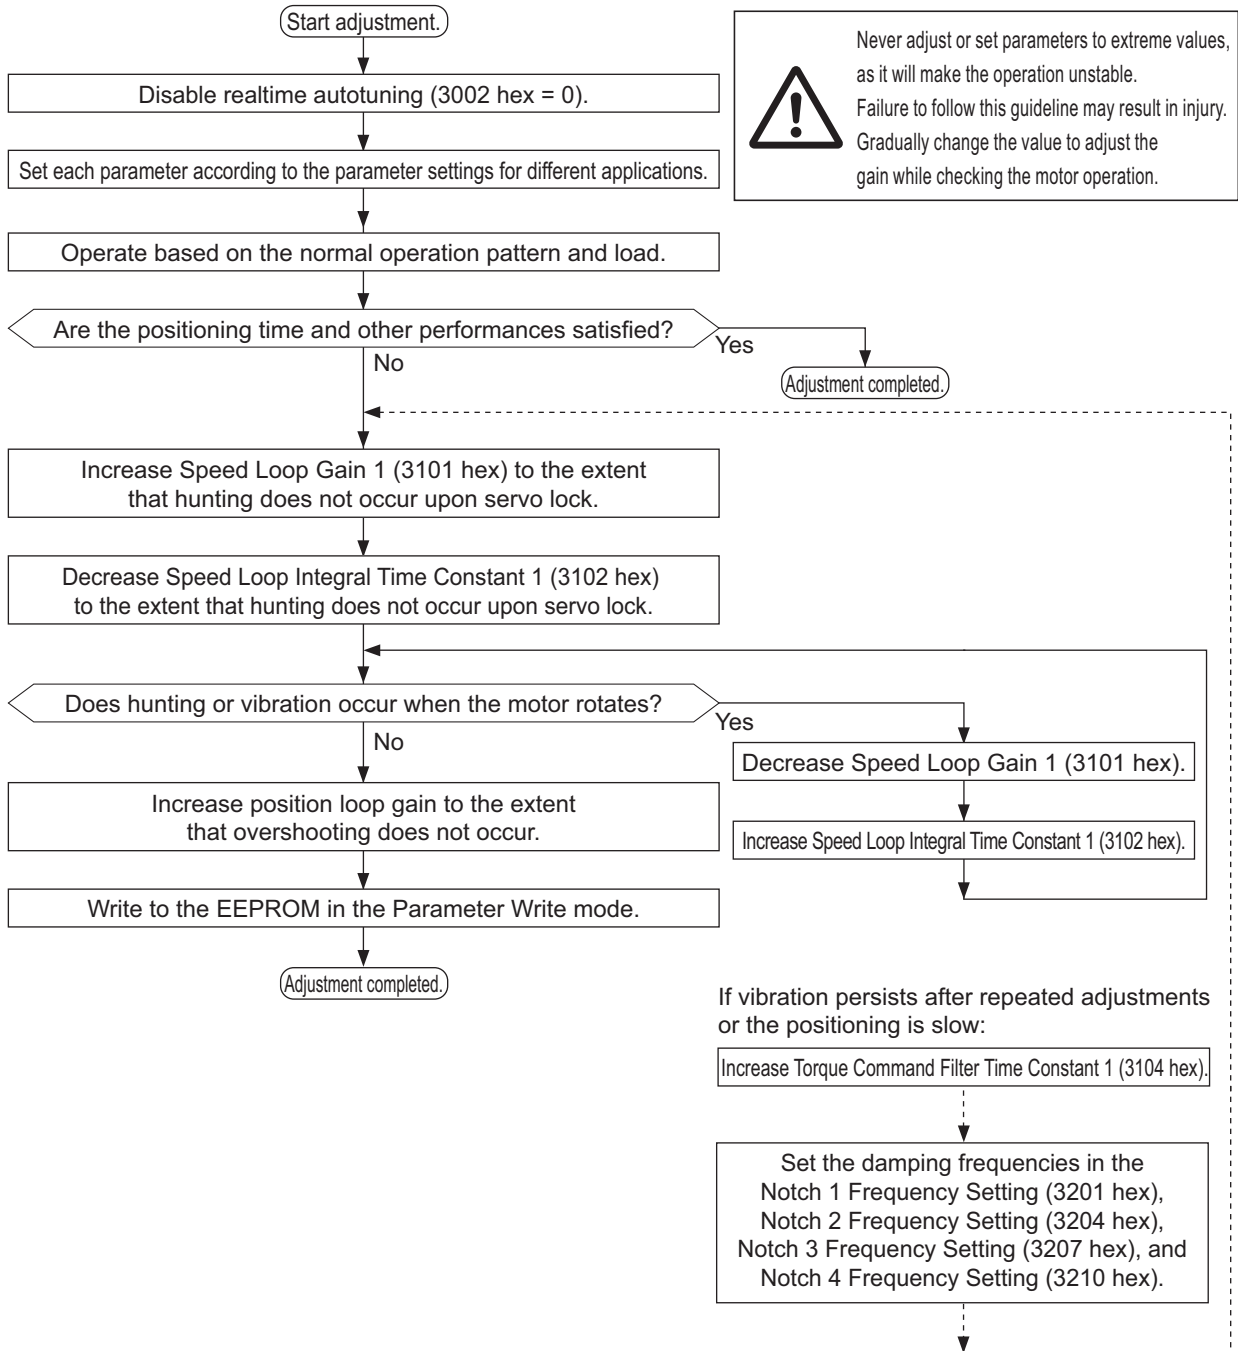 Start adjustment.
Never adjust or set parameters to extreme values,
as it will make the operation unstable.
Failure to follow this guideline may result in injury.
Gradually change the value to adjust the
gain while checking the motor operation.
Disable realtime autotuning (3002 hex = 0).
Set each parameter according to the parameter settings for different applications.
Operate based on the normal operation pattern and load.
Are the positioning time and other performances satisfied?
Yes
No
Adjustment completed.
Increase Speed Loop Gain 1 (3101 hex) to the extent
that hunting does not occur upon servo lock.
Decrease Speed Loop Integral Time Constant 1 (3102 hex)
to the extent that hunting does not occur upon servo lock.
Does hunting or vibration occur when the motor rotates?
Yes
No
Decrease Speed Loop Gain 1 (3101 hex).
Increase position loop gain to the extent
that overshooting does not occur.
Increase Speed Loop Integral Time Constant 1 (3102 hex).
Write to the EEPROM in the Parameter Write mode.
Adjustment completed.
If vibration persists after repeated adjustments
or the positioning is slow:
Increase Torque Command Filter Time Constant 1 (3104 hex).
Set the damping frequencies in the
Notch 1 Frequency Setting (3201 hex),
Notch 2 Frequency Setting (3204 hex),
Notch 3 Frequency Setting (3207 hex), and
Notch 4 Frequency Setting (3210 hex).